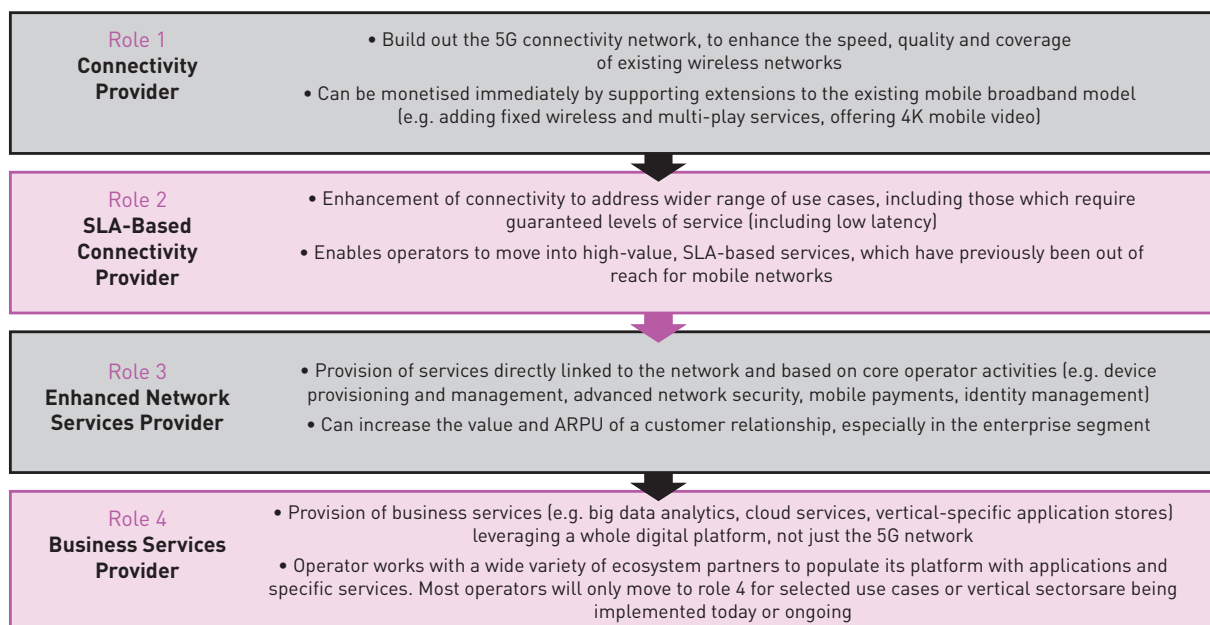 Role 1
Connectivity
Provider
• Build out the 5G connectivity network, to enhance the speed, quality and coverage
of existing wireless networks
• Can be monetised immediately by supporting extensions to the existing mobile broadband model
(e.g. adding fixed wireless and multi-play services, offering 4K mobile video)
Role 2
SLA-Based
Connectivity
Provider
• Enhancement of connectivity to address wider range of use cases, including those which require
guaranteed levels of service (including low latency)
• Enables operators to move into high-value, SLA-based services, which have previously been out of
reach for mobile networks
Role 3
Enhanced Network
Services Provider
• Provision of services directly linked to the network and based on core operator activities (e.g. device
provisioning and management, advanced network security, mobile payments, identity management)
• Can increase the value and ARPU of a customer relationship, especially in the enterprise segment
Role 4
Business Services
Provider
• Provision of business services (e.g. big data analytics, cloud services, vertical-specific application stores)
leveraging a whole digital platform, not just the 5G network
• Operator works with a wide variety of ecosystem partners to populate its platform with applications and
specific services. Most operators will only move to role 4 for selected use cases or vertical sectorsare being
implemented today or ongoing